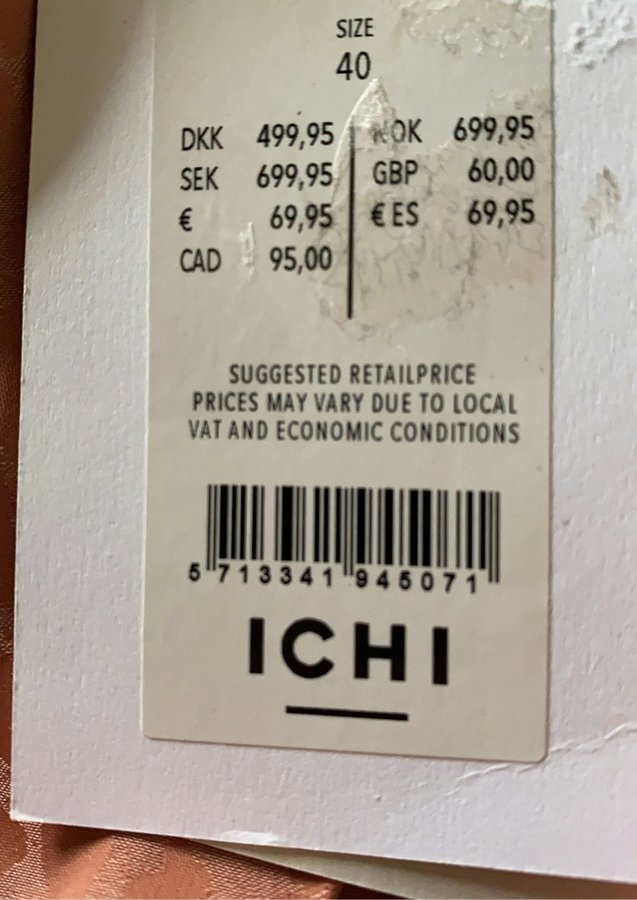 SIZE
40
DKK 499,95 NOK 699,95
SEK 699,95 GBP 60,00
€ 69,95 € ES 69,95
CAD 95,00
SUGGESTED RETAILPRICE
PRICES MAY VARY DUE TO LOCAL
VAT AND ECONOMIC CONDITIONS
5 713341 945071
ICHI